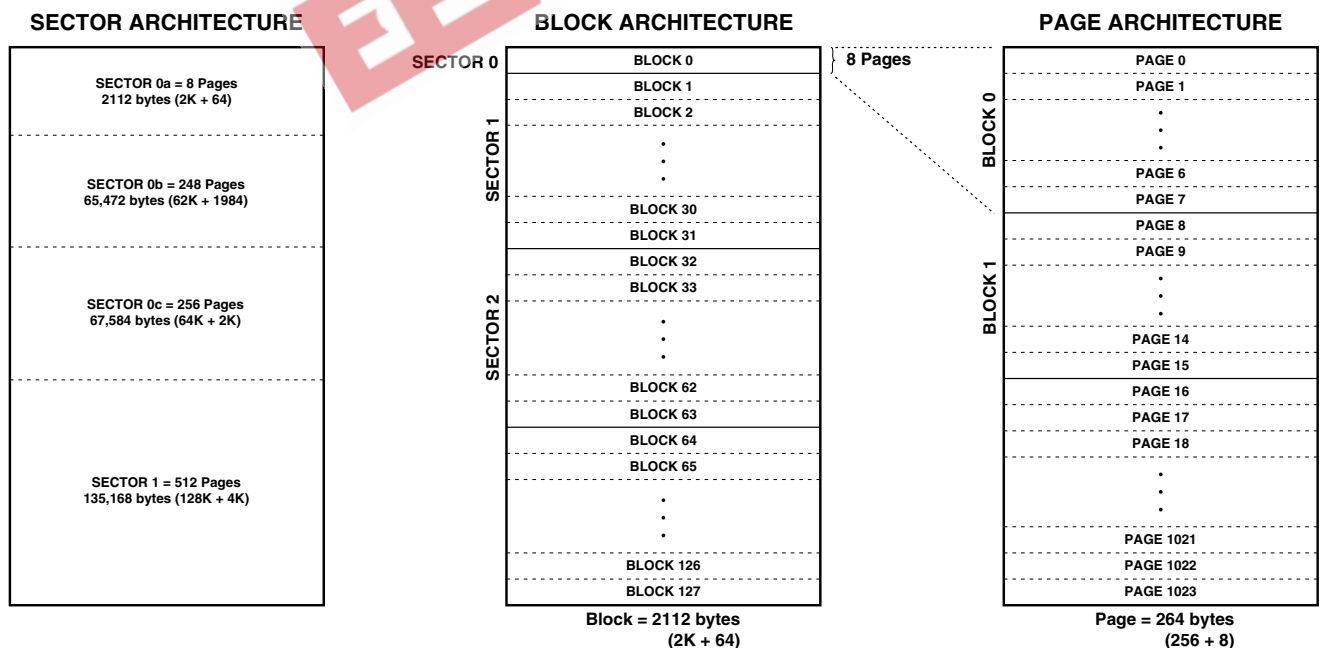 SECTOR ARCHITECTURE
SECTOR 0a = 8 Pages
2112 bytes (2K + 64)
SECTOR 0b = 248 Pages
65,472 bytes (62K + 1984)
SECTOR 0c = 256 Pages
67,584 bytes (64K + 2K)
SECTOR 1 = 512 Pages
135,168 bytes (128K + 4K)
BLOCK ARCHITECTURE
SECTOR 0
SECTOR 1
SECTOR 2
BLOCK 0
BLOCK 1
BLOCK 2
BLOCK 30
BLOCK 31
BLOCK 32
BLOCK 33
BLOCK 62
BLOCK 63
BLOCK 64
BLOCK 65
BLOCK 126
BLOCK 127
Block = 2112 bytes
(2K + 64)
8 Pages
PAGE ARCHITECTURE
BLOCK 0
BLOCK 1
PAGE 0
PAGE 1
PAGE 6
PAGE 7
PAGE 8
PAGE 9
PAGE 14
PAGE 15
PAGE 16
PAGE 17
PAGE 18
PAGE 1021
PAGE 1022
PAGE 1023
Page = 264 bytes
(256 + 8)